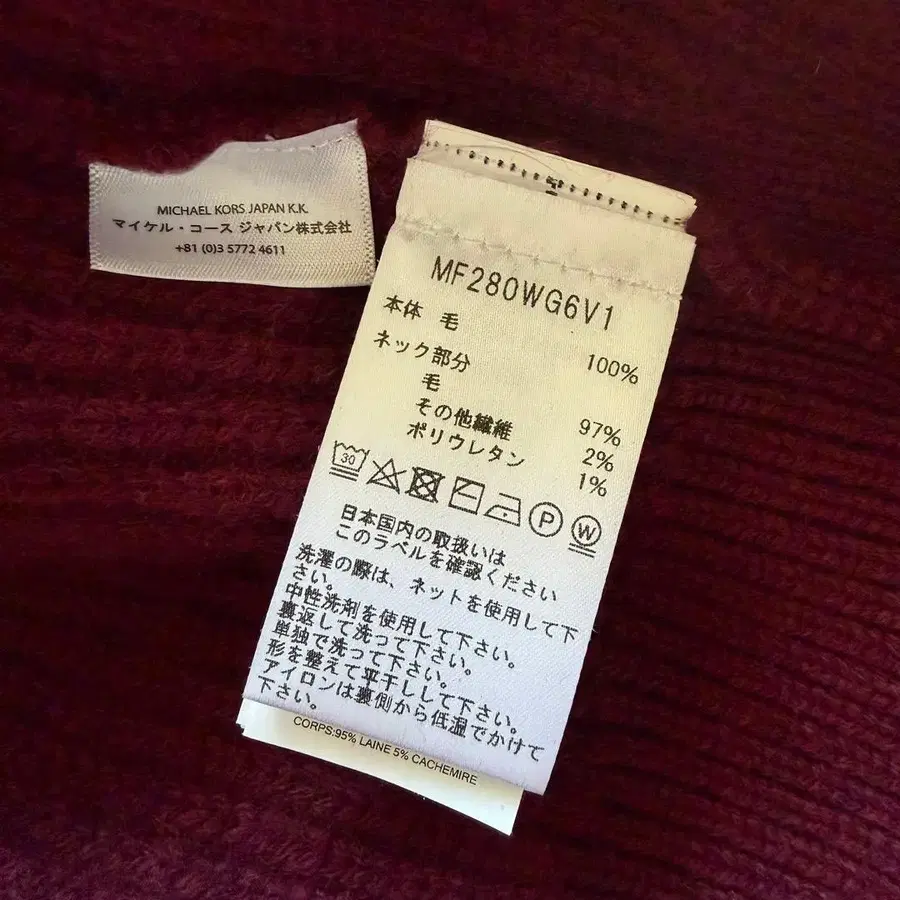 MICHAEL KORS JAPAN K.K.
マイケル・コース ジャパン株式会社
+81 (0)3 5772 4611
MF280WG6V1
本体 毛 100%
ネック部分
毛 97%
その他繊維 2%
ポリウレタン 1%
30 P W
日本国内の取扱いは
このラベルを確認ください
洗濯の際は、ネットを使用して下
さい。
中性洗剤を使用して下さい。
裏返して洗って下さい。
単独で洗って下さい。
形を整えて平干しして下さい。
アイロンは裏側から低温でかけて
下さい。
CORPS:95% LAINE 5% CACHEMIRE